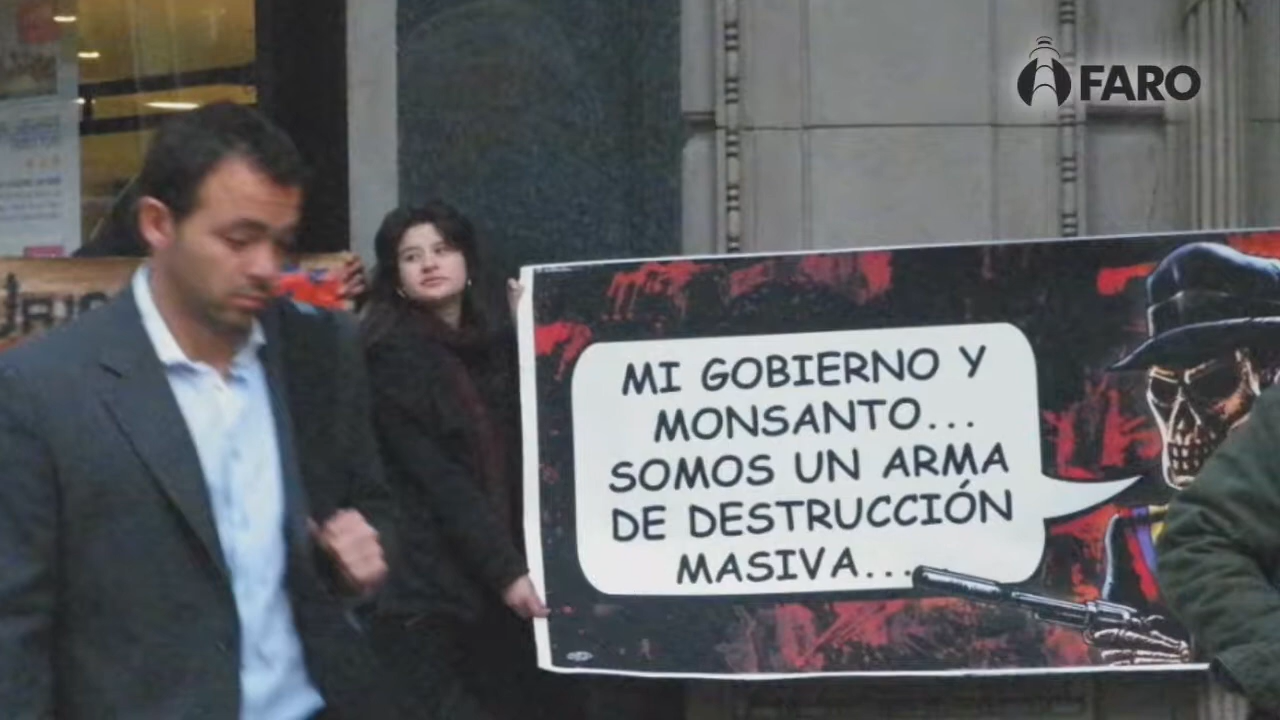 FARO
MI GOBIERNO Y
MONSANTO...
SOMOS UN ARMA
DE DESTRUCCIÓN
MASIVA...